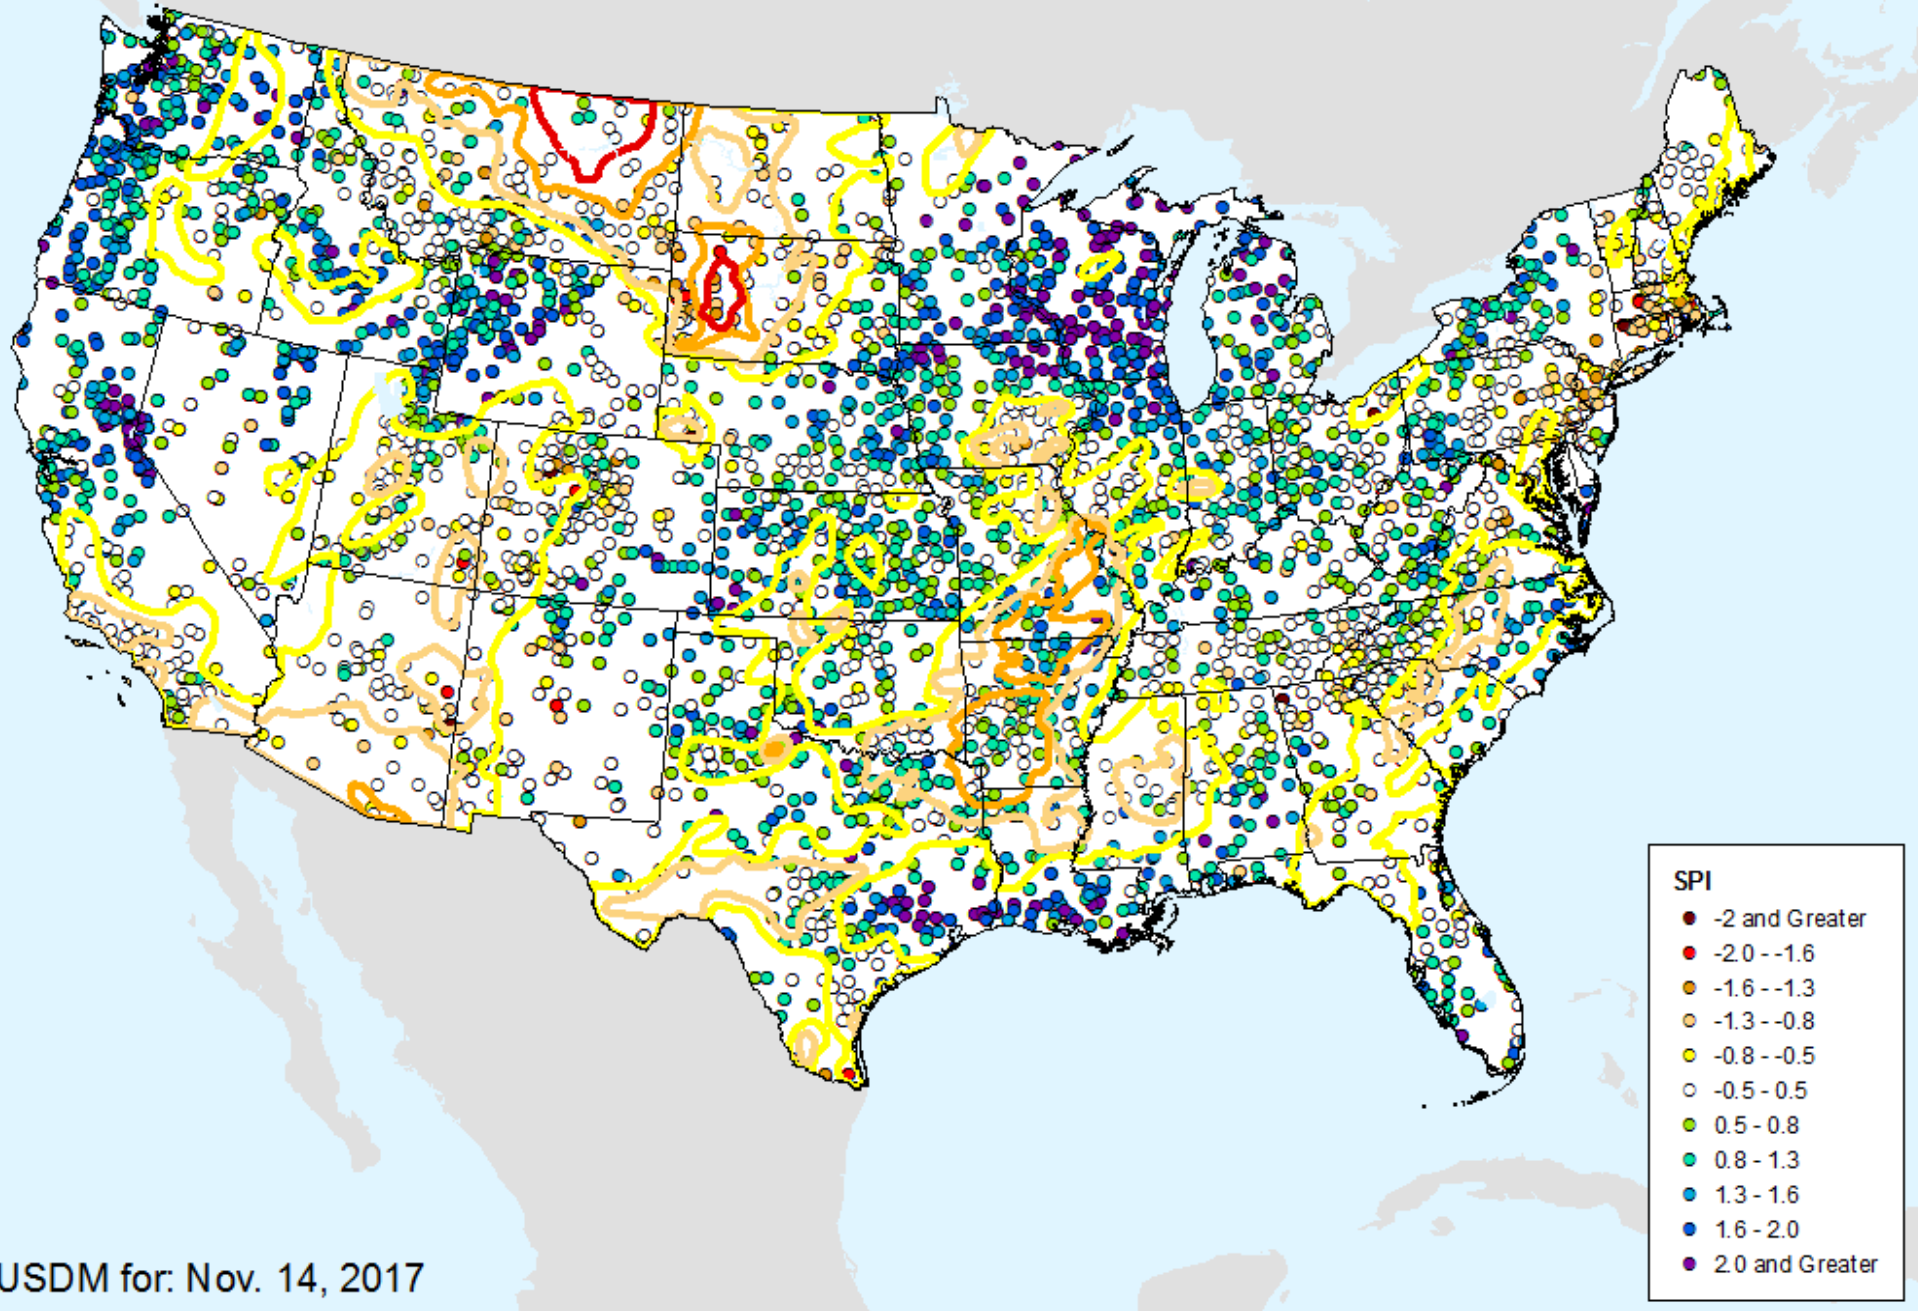 SPI
-2 and Greater
-2.0 - -1.6
-1.6 - -1.3
-1.3 - -0.8
-0.8 - -0.5
-0.5 - 0.5
0.5 - 0.8
0.8 - 1.3
1.3 - 1.6
1.6 - 2.0
2.0 and Greater
USDM for: Nov. 14, 2017